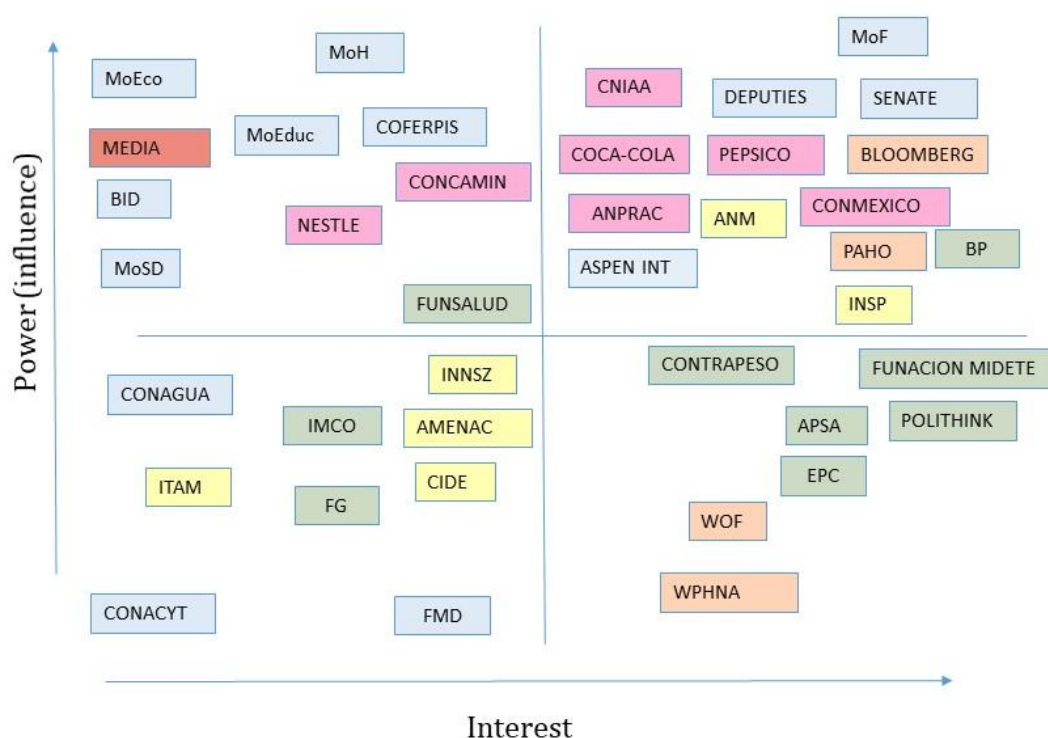 MoF
MoH
MoEco
CNIAA
DEPUTIES
SENATE
MoEduc
COFERPIS
MEDIA
COCA-COLA
PEPSICO
BLOOMBERG
CONCAMIN
BID
NESTLE
ANPRAC
ANM
CONMEXICO
PAHO
BP
MoSD
ASPEN INT
FUNSALUD
INSP
Power (influence)
INNSZ
CONTRAPESO
FUNACION MIDETE
CONAGUA
IMCO
AMENAC
APSA
POLITHINK
ITAM
CIDE
EPC
FG
WOF
WPHNA
CONACYT
FMD
Interest